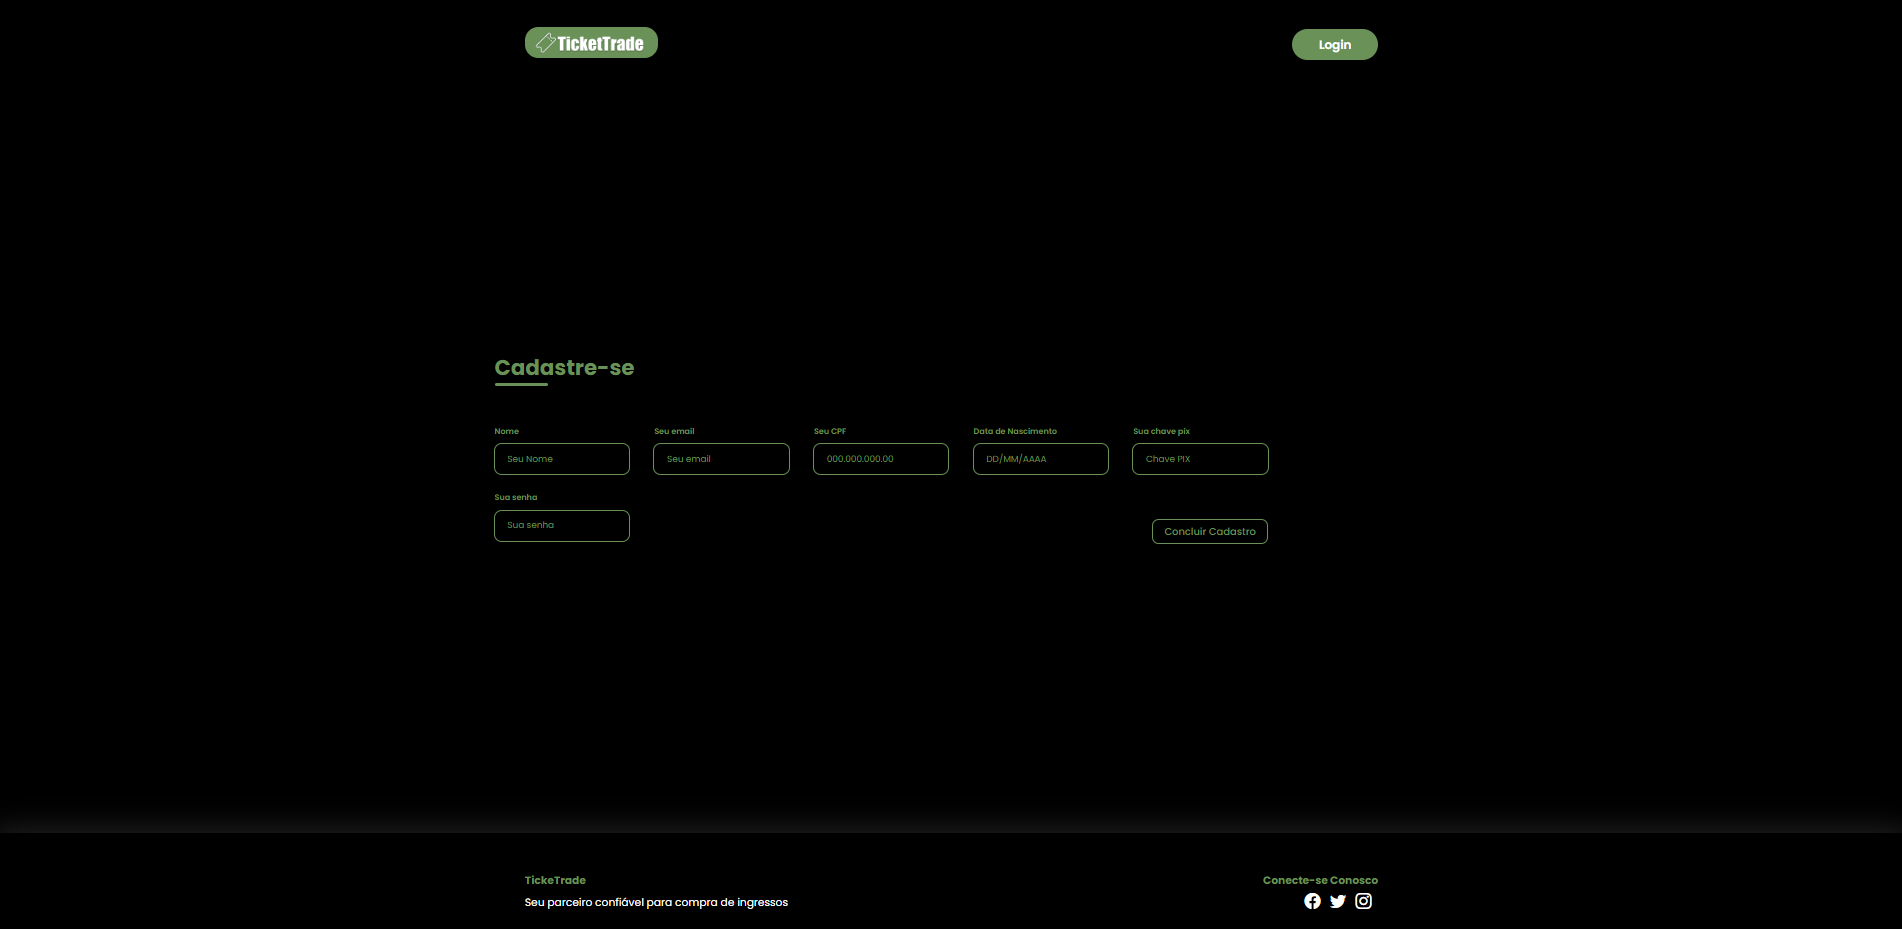 TicketTrade
Login
Cadastre-se
Nome
Seu email
Seu CPF
Data de Nascimento
Sua chave pix
Seu Nome
Seu email
000.000.000.00
DD/MM/AAAA
Chave PIX
Sua senha
Sua senha
Concluir Cadastro
TickeTrade
Conecte-se Conosco
Seu parceiro confiável para compra de ingressos